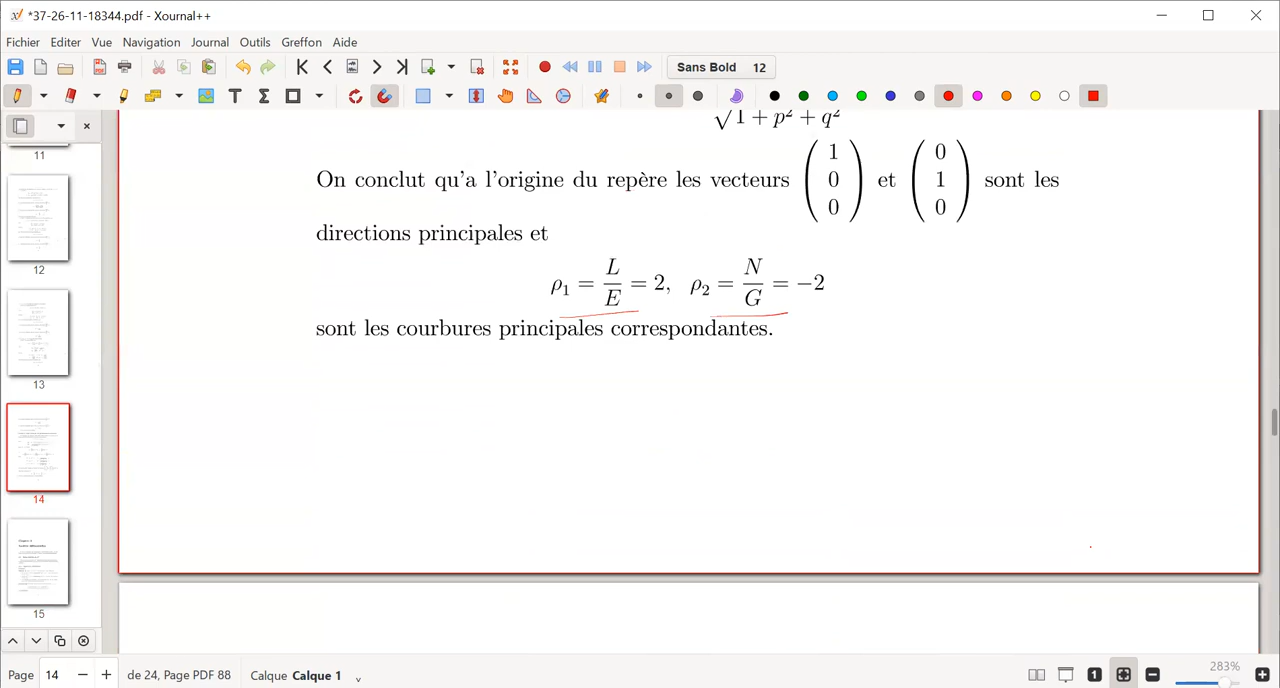 *37-26-11-18344.pdf - Xournal++
Fichier Editer Vue Navigation Journal Outils Greffon Aide
Sans Bold 12
√1 + p² + q²
On conclut qu'a l'origine du repère les vecteurs (1 0 0) et (0 1 0) sont les
directions principales et
ρ₁ = L/E = 2, ρ₂ = N/G = −2
sont les courbures principales correspondantes.
11
12
13
14
15
Page 14 de 24, Page PDF 88 Calque Calque 1
283%